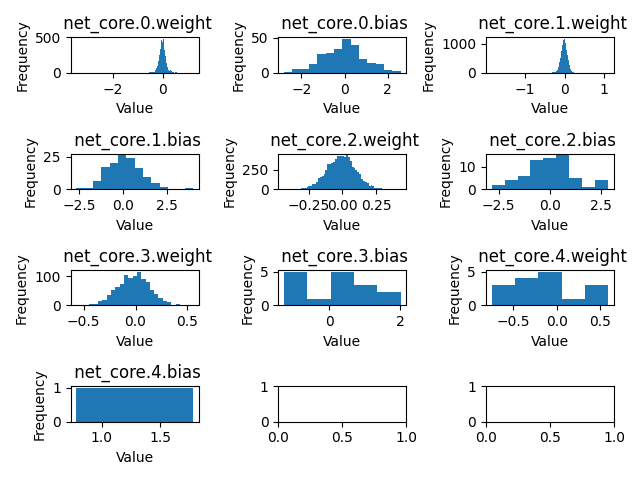 net_core.0.weight
net_core.0.bias
net_core.1.weight
Frequency
500
0
−2
0
Value
Frequency
50
0
−2
0
2
Value
Frequency
1000
0
−1
0
1
Value
net_core.1.bias
net_core.2.weight
net_core.2.bias
Frequency
25
0
−2.5
0.0
2.5
Value
Frequency
250
0
−0.25
0.00
0.25
Value
Frequency
10
0
−2.5
0.0
2.5
Value
net_core.3.weight
net_core.3.bias
net_core.4.weight
Frequency
100
0
−0.5
0.0
0.5
Value
Frequency
5
0
0
2
Value
Frequency
5
0
−0.5
0.0
0.5
Value
net_core.4.bias
Frequency
1
0
1.0
1.5
Value
1
0
0.0
0.5
1.0
1
0
0.0
0.5
1.0